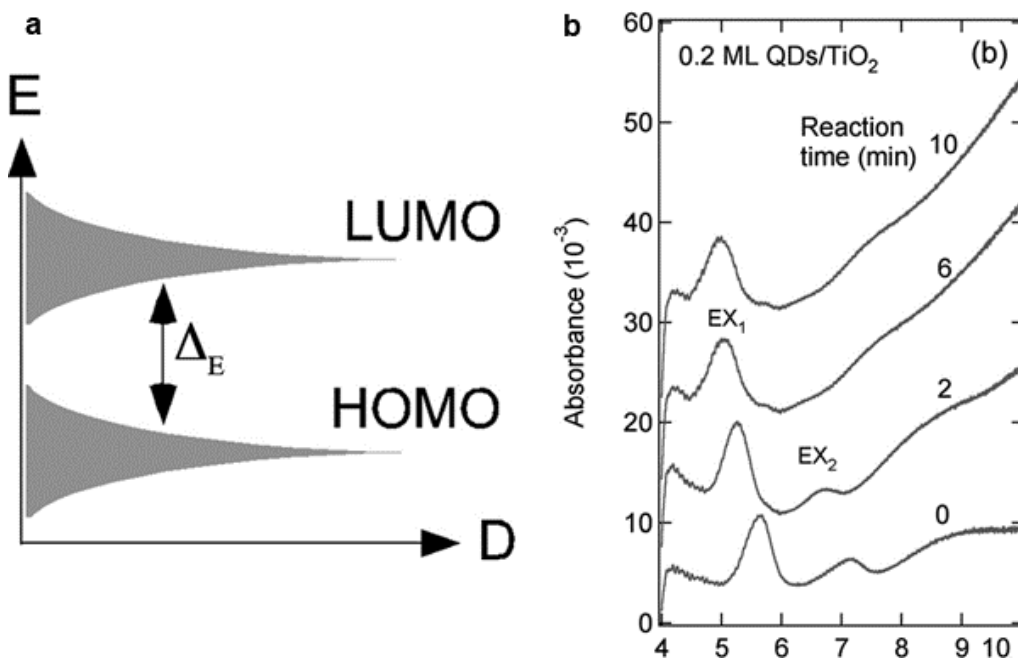 a
E
LUMO
Δ_E
HOMO
D
b
60
50
40
30
20
10
0
Absorbance (10⁻³)
0.2 ML QDs/TiO₂
(b)
Reaction
time (min)
10
6
EX₁
2
EX₂
0
4 5 6 7 8 9 10